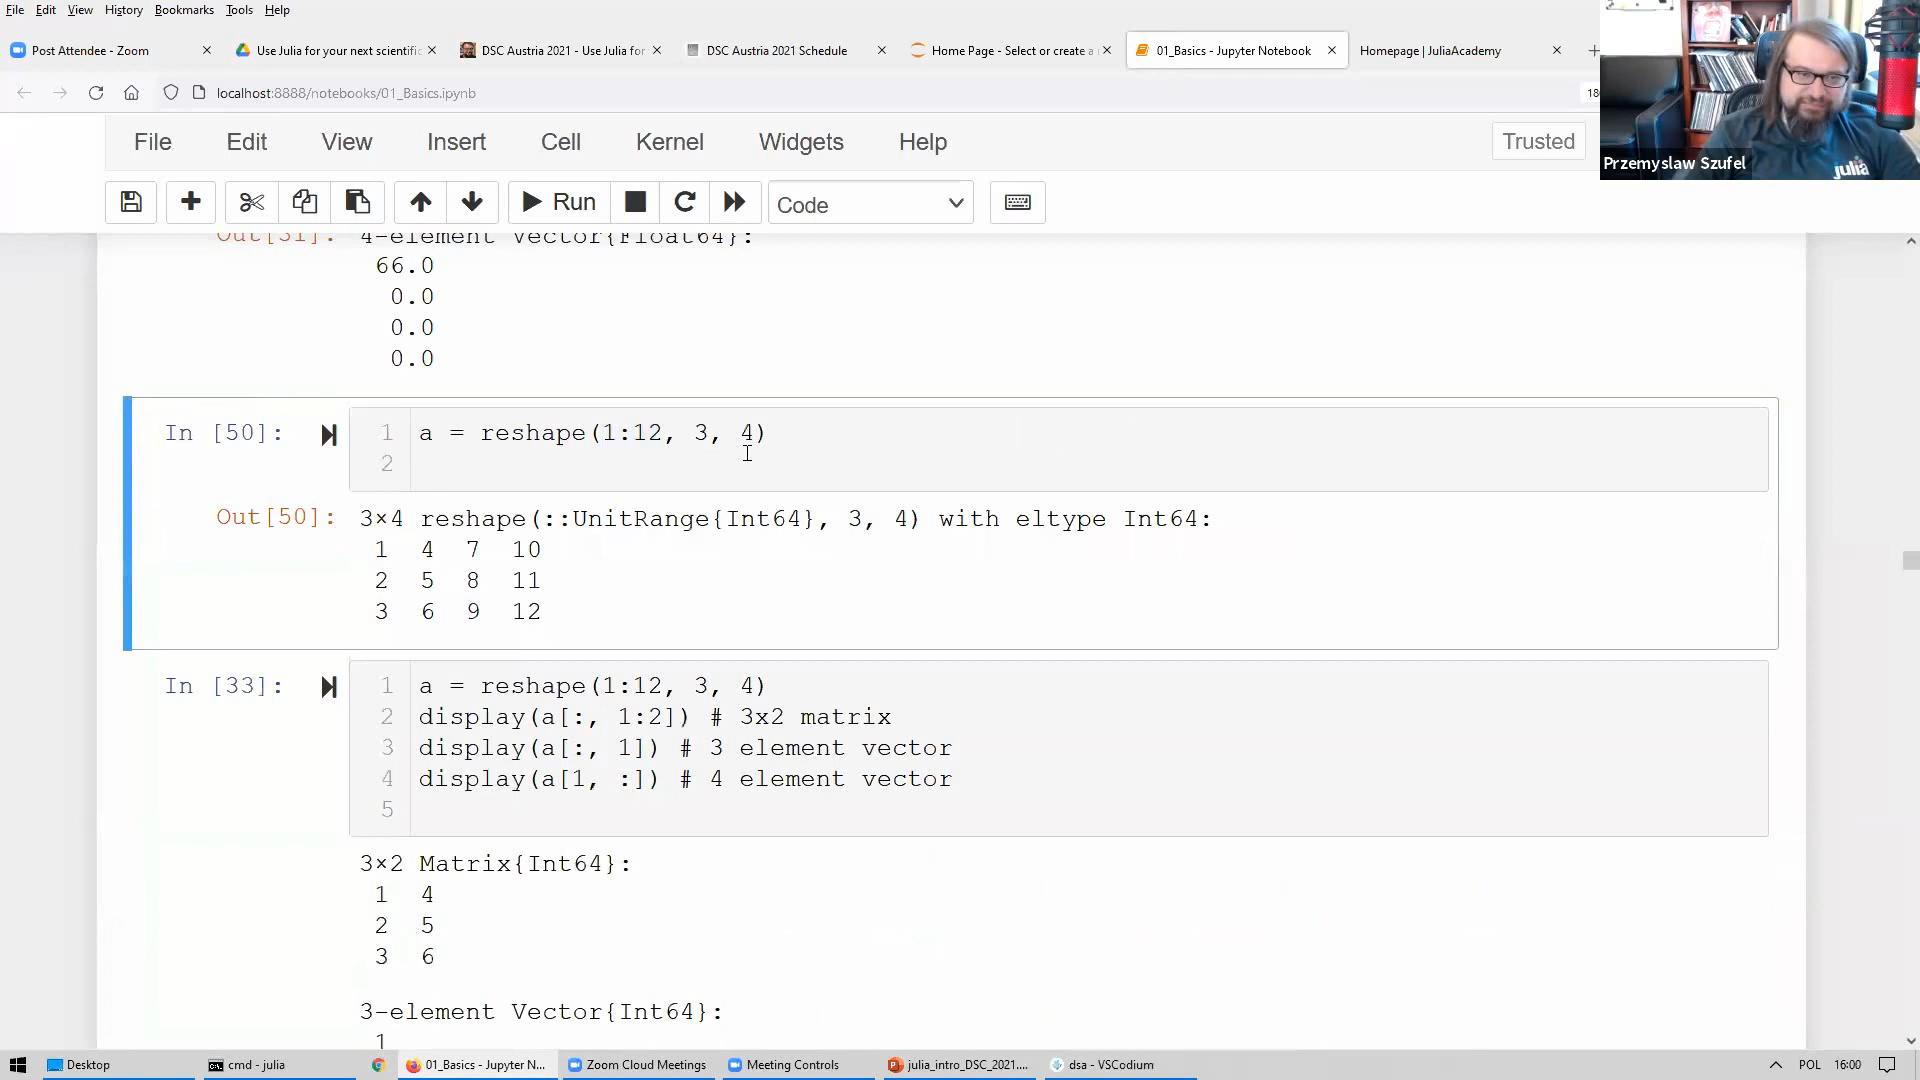 File Edit View History Bookmarks Tools Help
Post Attendee - Zoom
Use Julia for your next scientific
DSC Austria 2021 - Use Julia for
DSC Austria 2021 Schedule
Home Page - Select or create a
01_Basics - Jupyter Notebook
Homepage | JuliaAcademy
localhost:8888/notebooks/01_Basics.ipynb
18
File Edit View Insert Cell Kernel Widgets Help
Trusted
Przemyslaw Szufel
julia
Run
Code
Out[31]: 4-element Vector{Float64}:
66.0
0.0
0.0
0.0
In [50]:
1 a = reshape(1:12, 3, 4)
2
Out[50]: 3×4 reshape(::UnitRange{Int64}, 3, 4) with eltype Int64:
1 4 7 10
2 5 8 11
3 6 9 12
In [33]:
1 a = reshape(1:12, 3, 4)
2 display(a[:, 1:2]) # 3x2 matrix
3 display(a[:, 1]) # 3 element vector
4 display(a[1, :]) # 4 element vector
5
3×2 Matrix{Int64}:
1 4
2 5
3 6
3-element Vector{Int64}:
1
Desktop
cmd - julia
01_Basics - Jupyter N...
Zoom Cloud Meetings
Meeting Controls
julia_intro_DSC_2021....
dsa - VSCodium
POL
16:00